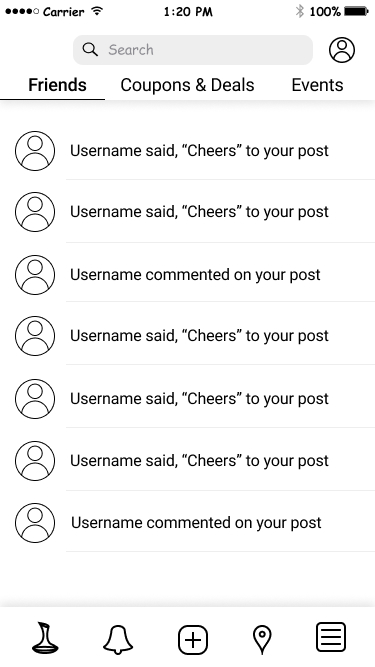 Carrier 1:20 PM 100%
Search
Friends Coupons & Deals Events
Username said, “Cheers” to your post
Username said, “Cheers” to your post
Username commented on your post
Username said, “Cheers” to your post
Username said, “Cheers” to your post
Username said, “Cheers” to your post
Username commented on your post